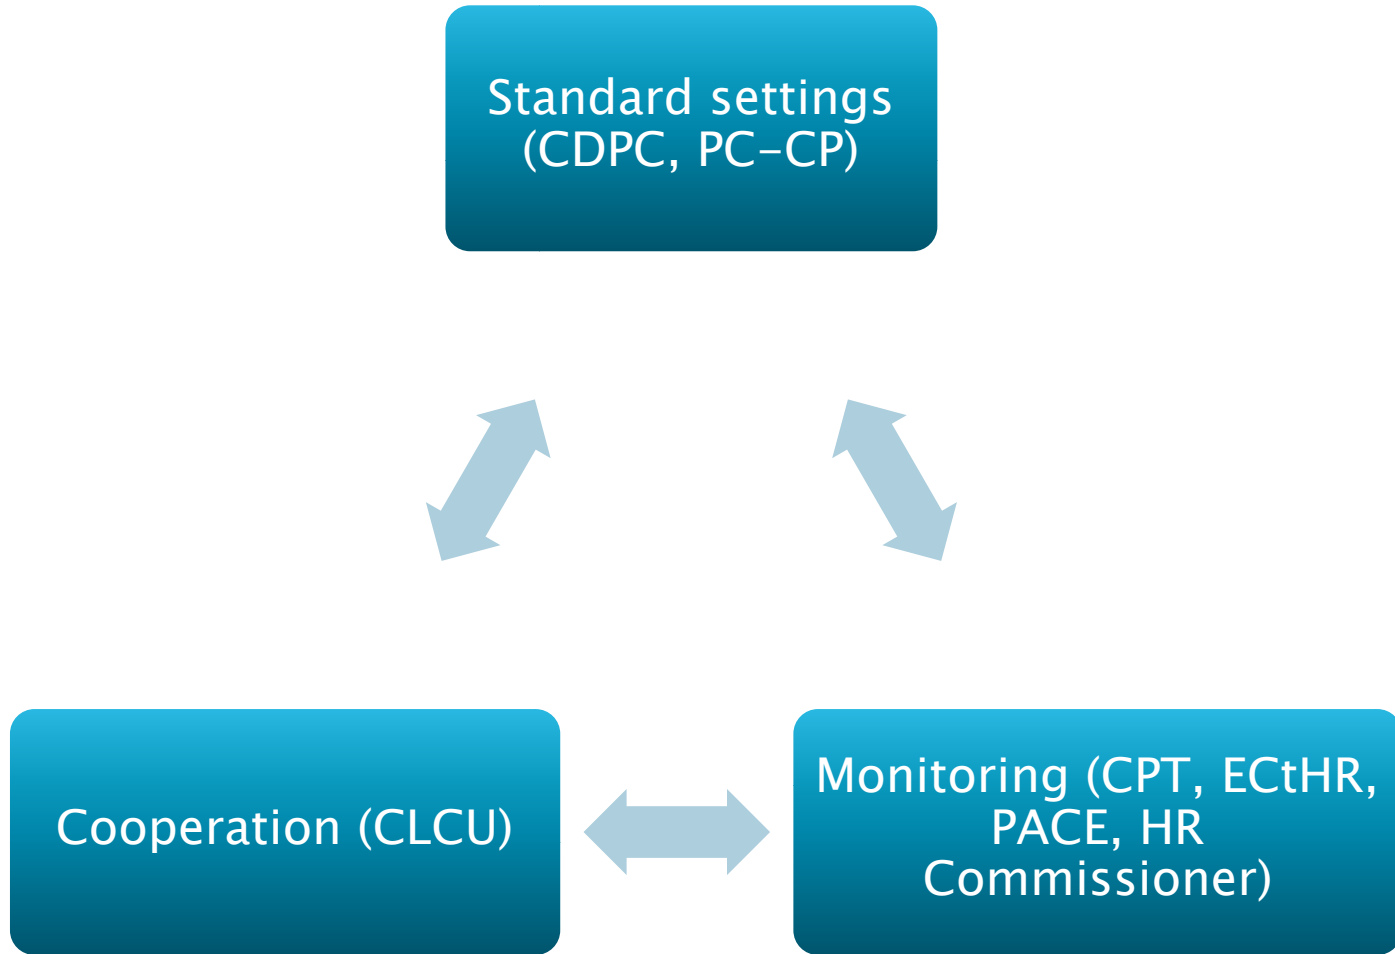 Standard settings
(CDPC, PC-CP)
Cooperation (CLCU)
Monitoring (CPT, ECtHR,
PACE, HR
Commissioner)